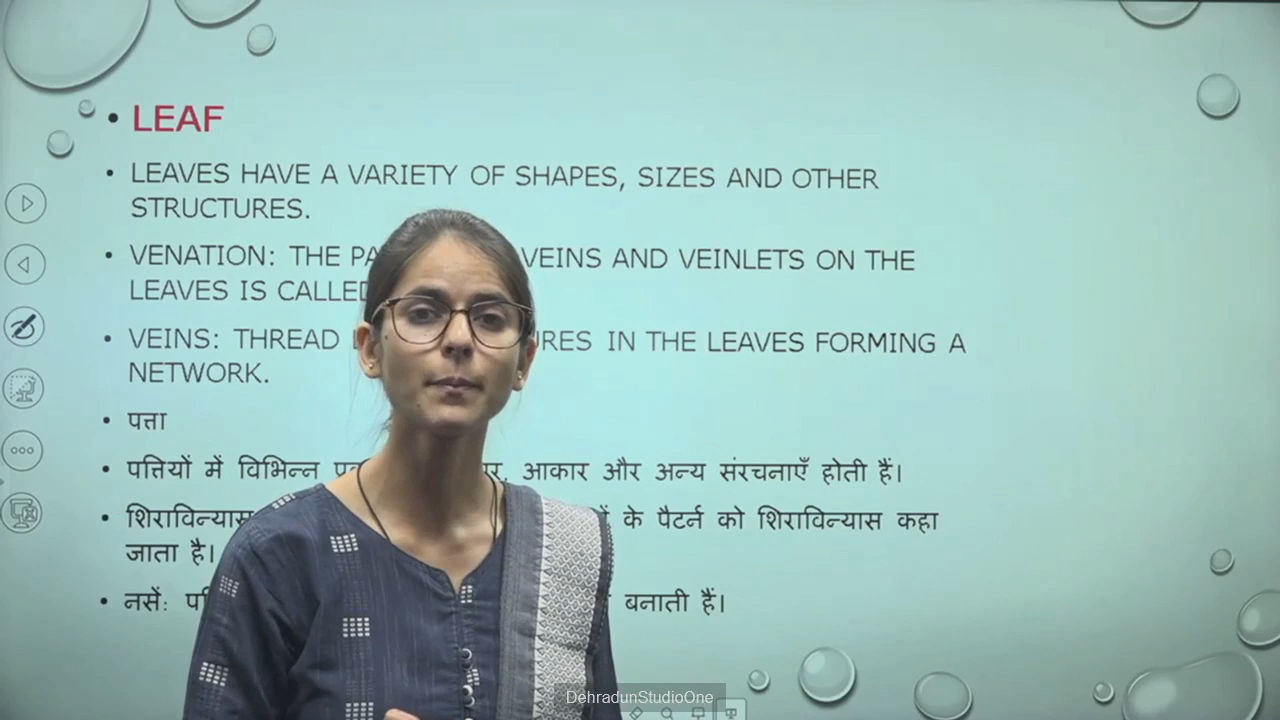 • LEAF
• LEAVES HAVE A VARIETY OF SHAPES, SIZES AND OTHER
STRUCTURES.
• VENATION: THE VEINS AND VEINLETS ON THE
LEAVES IS CALLED
• VEINS: THREAD IN THE LEAVES FORMING A
NETWORK.
• पत्ता
• पत्तियों में विभिन्न आकार और अन्य संरचनाएँ होती हैं।
• शिराविन्यास के पैटर्न को शिराविन्यास कहा
जाता है।
• नसें: बनाती हैं।
DehradunStudioOne